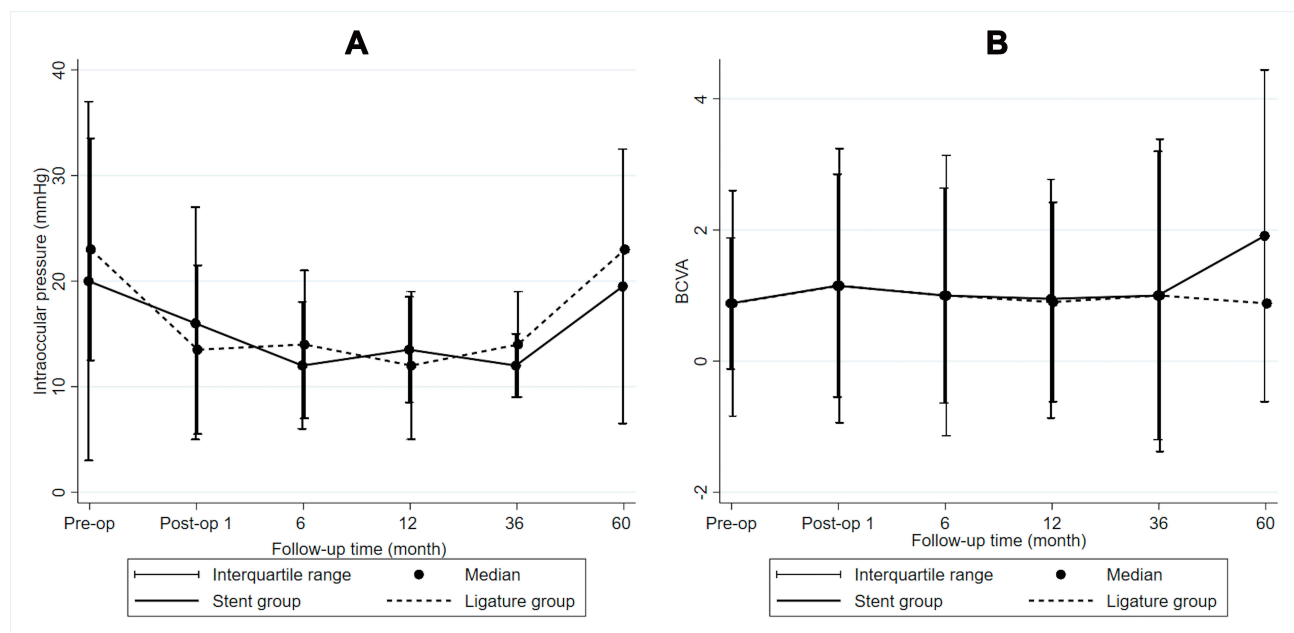 A
40
30
20
10
0
Intraoccular pressure (mmHg)
Pre-op Post-op 1 6 12 36 60
Follow-up time (month)
Interquartile range Median
Stent group Ligature group
B
4
2
0
-2
BCVA
Pre-op Post-op 1 6 12 36 60
Follow-up time (month)
Interquartile range Median
Stent group Ligature group